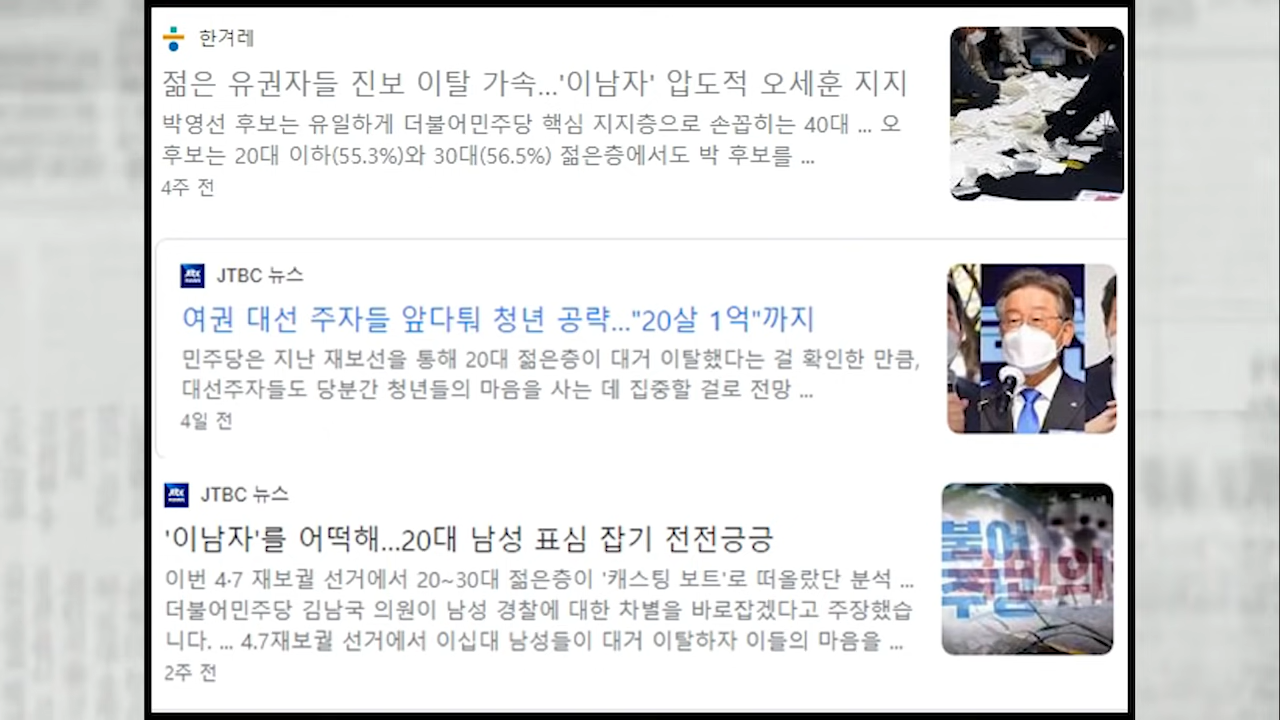 한겨레
젊은 유권자들 진보 이탈 가속...'이남자' 압도적 오세훈 지지
박영선 후보는 유일하게 더불어민주당 핵심 지지층으로 손꼽히는 40대 ... 오
후보는 20대 이하(55.3%)와 30대(56.5%) 젊은층에서도 박 후보를 ...
4주 전
JTBC 뉴스
여권 대선 주자들 앞다퉈 청년 공략..."20살 1억"까지
민주당은 지난 재보선을 통해 20대 젊은층이 대거 이탈했다는 걸 확인한 만큼,
대선주자들도 당분간 청년들의 마음을 사는 데 집중할 걸로 전망 ...
4일 전
JTBC 뉴스
'이남자'를 어떡해...20대 남성 표심 잡기 전전긍긍
이번 4·7 재보궐 선거에서 20~30대 젊은층이 '캐스팅 보트'로 떠올랐단 분석 ...
더불어민주당 김남국 의원이 남성 경찰에 대한 차별을 바로잡겠다고 주장했습
니다. ... 4.7재보궐 선거에서 이십대 남성들이 대거 이탈하자 이들의 마음을 ...
2주 전